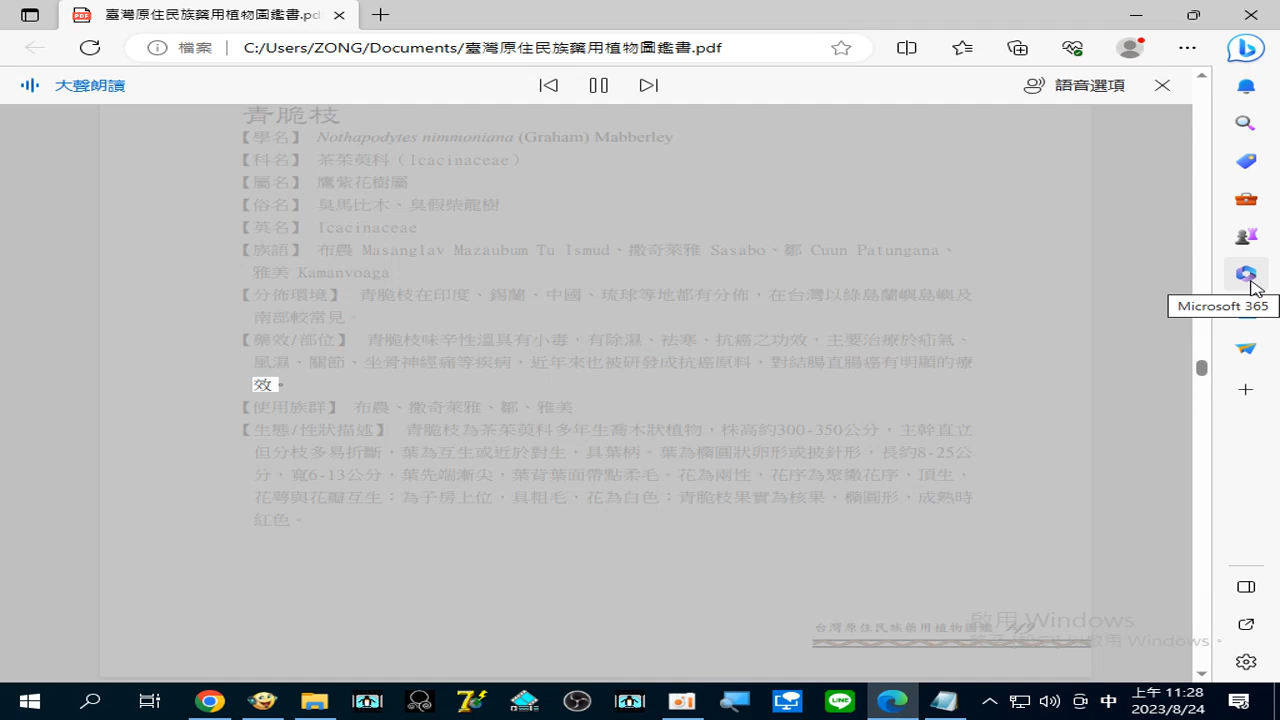 臺灣原住民族藥用植物圖鑑書.pdf
檔案 C:/Users/ZONG/Documents/臺灣原住民族藥用植物圖鑑書.pdf
大聲朗讀 語音選項
青脆枝
【學名】 Nothapodytes nimmoniana (Graham) Mabberley
【科名】 茶茱萸科（Icacinaceae）
【屬名】 鷹紫花樹屬
【俗名】 臭馬比木、臭假柴龍樹
【英名】 Icacinaceae
【族語】 布農 Masanglav Mazaubum Tu Ismud、撒奇萊雅 Sasabo、鄒 Cuun Patungana、
雅美 Kamanvoaga
【分佈環境】 青脆枝在印度、錫蘭、中國、琉球等地都有分佈，在台灣以綠島蘭嶼島嶼及
南部較常見。
【藥效/部位】 青脆枝味辛性溫具有小毒，有除濕、袪寒、抗癌之功效，主要治療於疝氣、
風濕、關節、坐骨神經痛等疾病，近年來也被研發成抗癌原料，對結腸直腸癌有明顯的療
效。
【使用族群】 布農、撒奇萊雅、鄒、雅美
【生態/性狀描述】 青脆枝為茶茱萸科多年生喬木狀植物，株高約300-350公分，主幹直立
但分枝多易折斷，葉為互生或近於對生，具葉柄。葉為橢圓狀卵形或披針形，長約8-25公
分，寬6-13公分，葉先端漸尖，葉背葉面帶點柔毛。花為兩性，花序為聚繖花序，頂生，
花萼與花瓣互生；為子房上位，具粗毛，花為白色；青脆枝果實為核果，橢圓形，成熟時
紅色。
Microsoft 365
台灣原住民族藥用植物圖鑑
啟用 Windows
中
上午 11:28
2023/8/24